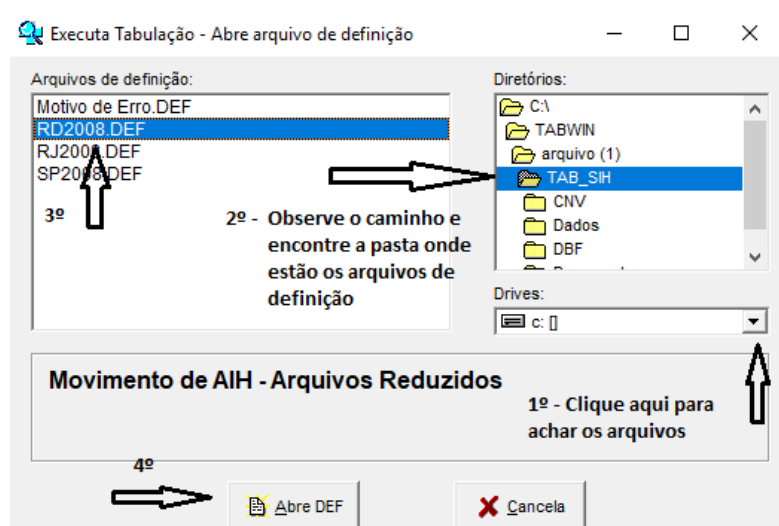 Executa Tabulação - Abre arquivo de definição
Arquivos de definição:
Motivo de Erro.DEF
RD2008.DEF
RJ2008.DEF
SP2008.DEF
3º
2º - Observe o caminho e
encontre a pasta onde
estão os arquivos de
definição
Diretórios:
C:\
TABWIN
arquivo (1)
TAB_SIH
CNV
Dados
DBF
Drives:
c: []
Movimento de AIH - Arquivos Reduzidos
1º - Clique aqui para
achar os arquivos
4º
Abre DEF
Cancela